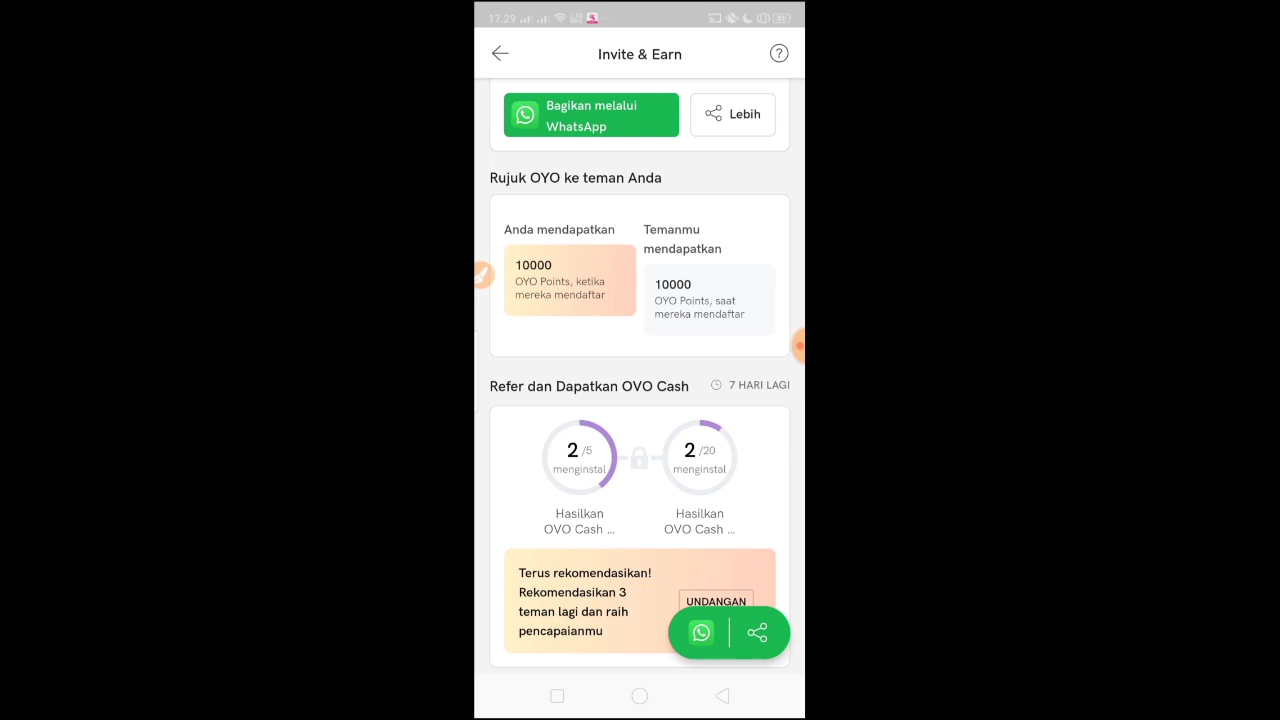 17.29
Invite & Earn
?
Bagikan melalui
WhatsApp
Lebih
Rujuk OYO ke teman Anda
Anda mendapatkan
10000
OYO Points, ketika
mereka mendaftar
Temanmu
mendapatkan
10000
OYO Points, saat
mereka mendaftar
Refer dan Dapatkan OVO Cash
7 HARI LAGI
2 /5
menginstal
2 /20
menginstal
Hasilkan
OVO Cash ...
Hasilkan
OVO Cash ...
Terus rekomendasikan!
Rekomendasikan 3
teman lagi dan raih
pencapaianmu
UNDANGAN